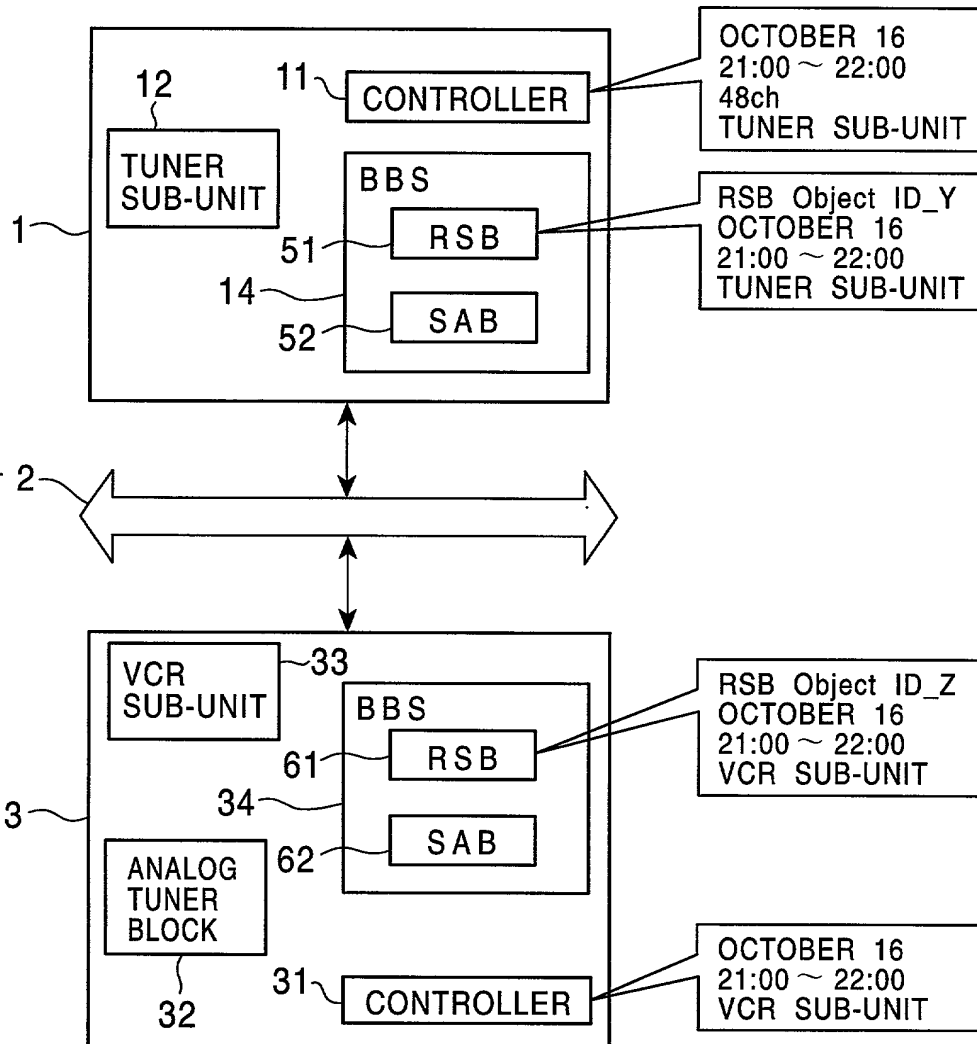 1
11
CONTROLLER
12
TUNER
SUB-UNIT
BBS
51
RSB
14
52
SAB
OCTOBER 16
21:00 ~ 22:00
48ch
TUNER SUB-UNIT
RSB Object ID_Y
OCTOBER 16
21:00 ~ 22:00
TUNER SUB-UNIT
2
3
VCR
SUB-UNIT
33
BBS
61
RSB
34
62
SAB
ANALOG
TUNER
BLOCK
32
31
CONTROLLER
RSB Object ID_Z
OCTOBER 16
21:00 ~ 22:00
VCR SUB-UNIT
OCTOBER 16
21:00 ~ 22:00
VCR SUB-UNIT